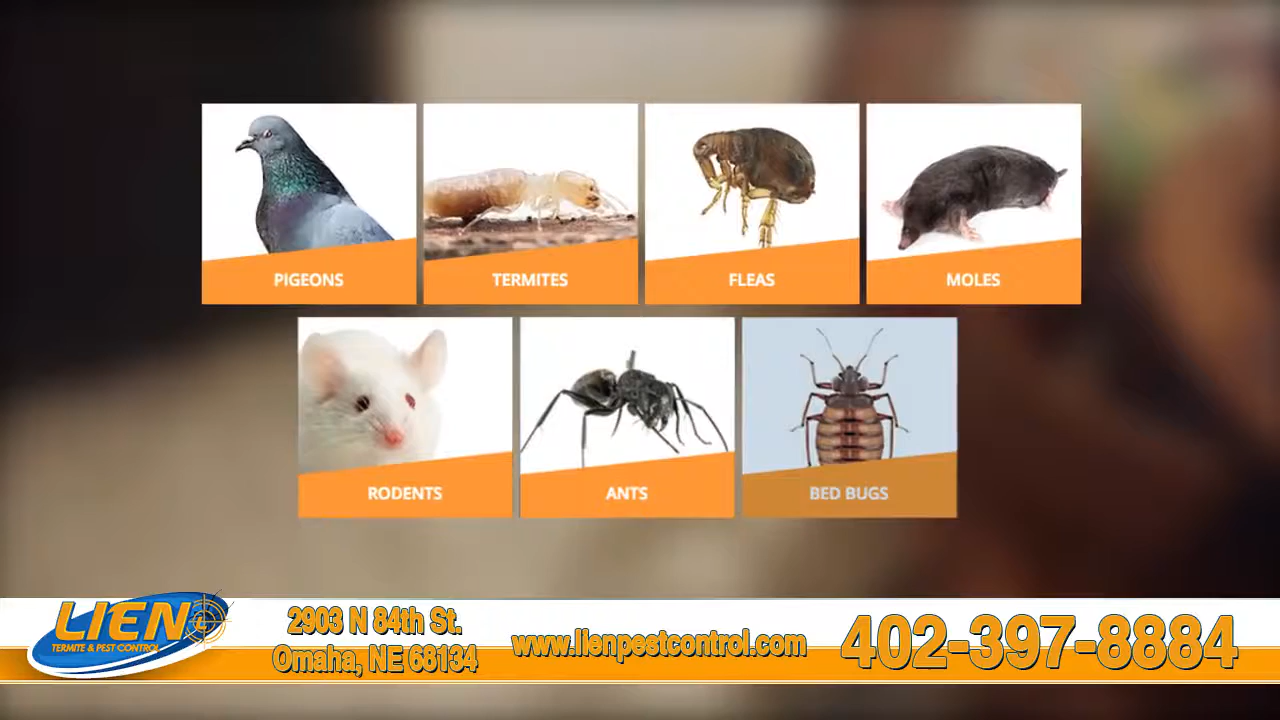 PIGEONS
TERMITES
FLEAS
MOLES
RODENTS
ANTS
BED BUGS
LIEN
TERMITE & PEST CONTROL
2903 N 84th St.
Omaha, NE 68134
www.lienpestcontrol.com
402-397-8884